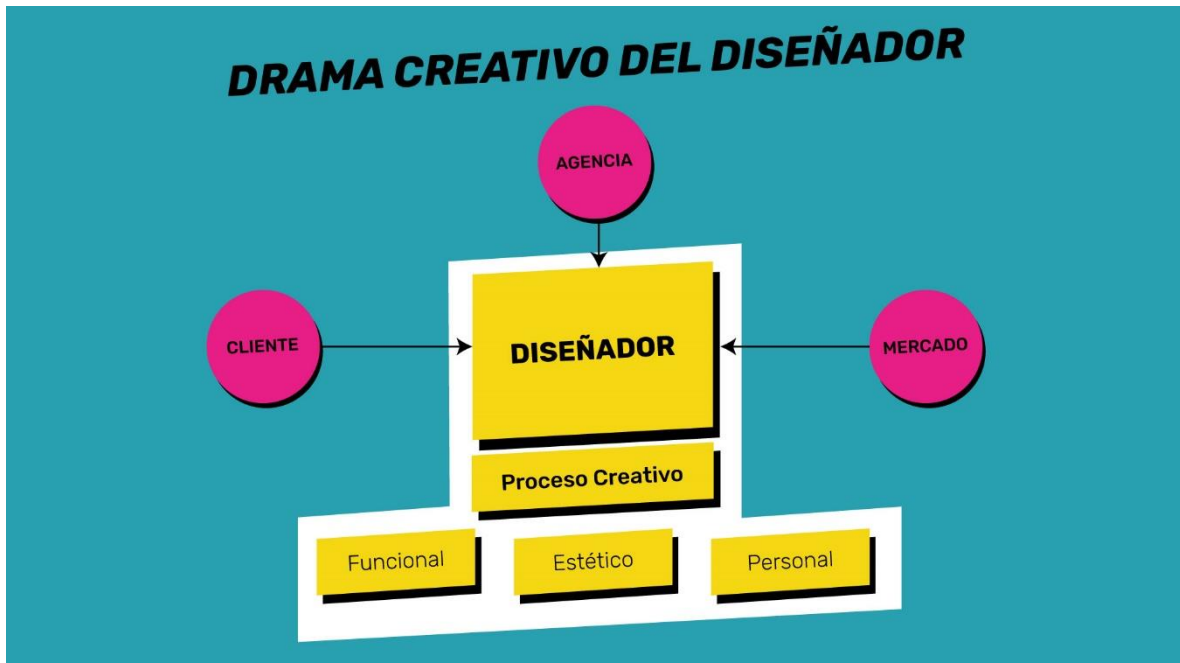 DRAMA CREATIVO DEL DISEÑADOR
AGENCIA
CLIENTE
DISEÑADOR
MERCADO
Proceso Creativo
Funcional
Estético
Personal